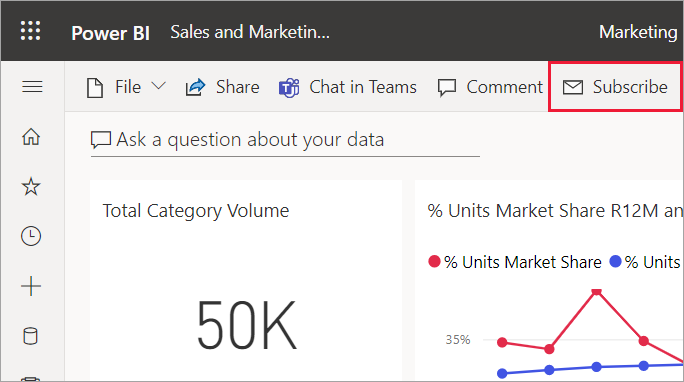 Power BI Sales and Marketin... Marketing
File Share Chat in Teams Comment Subscribe
Ask a question about your data
Total Category Volume
% Units Market Share R12M an
% Units Market Share % Units
50K
35%